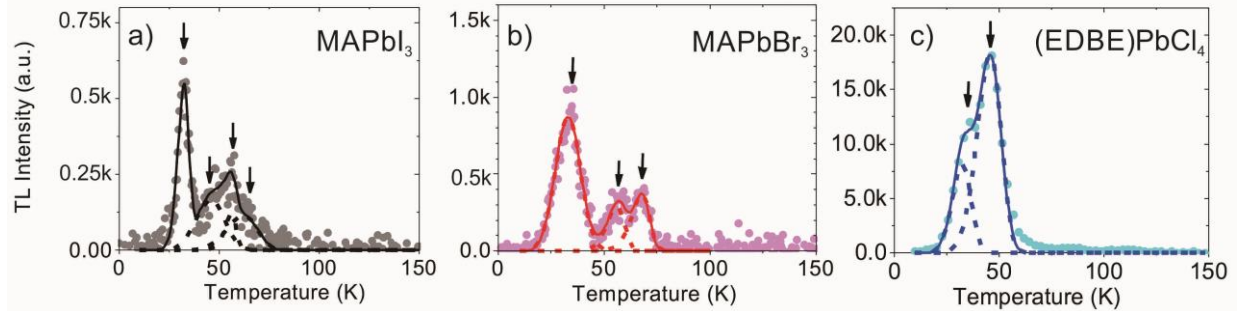 TL Intensity (a.u.)
a)
MAPbI₃
0.75k
0.50k
0.25k
0.00
0
50
100
150
Temperature (K)
b)
MAPbBr₃
1.5k
1.0k
0.5k
0.0
0
50
100
150
Temperature (K)
c)
(EDBE)PbCl₄
20.0k
15.0k
10.0k
5.0k
0.0
0
50
100
150
Temperature (K)